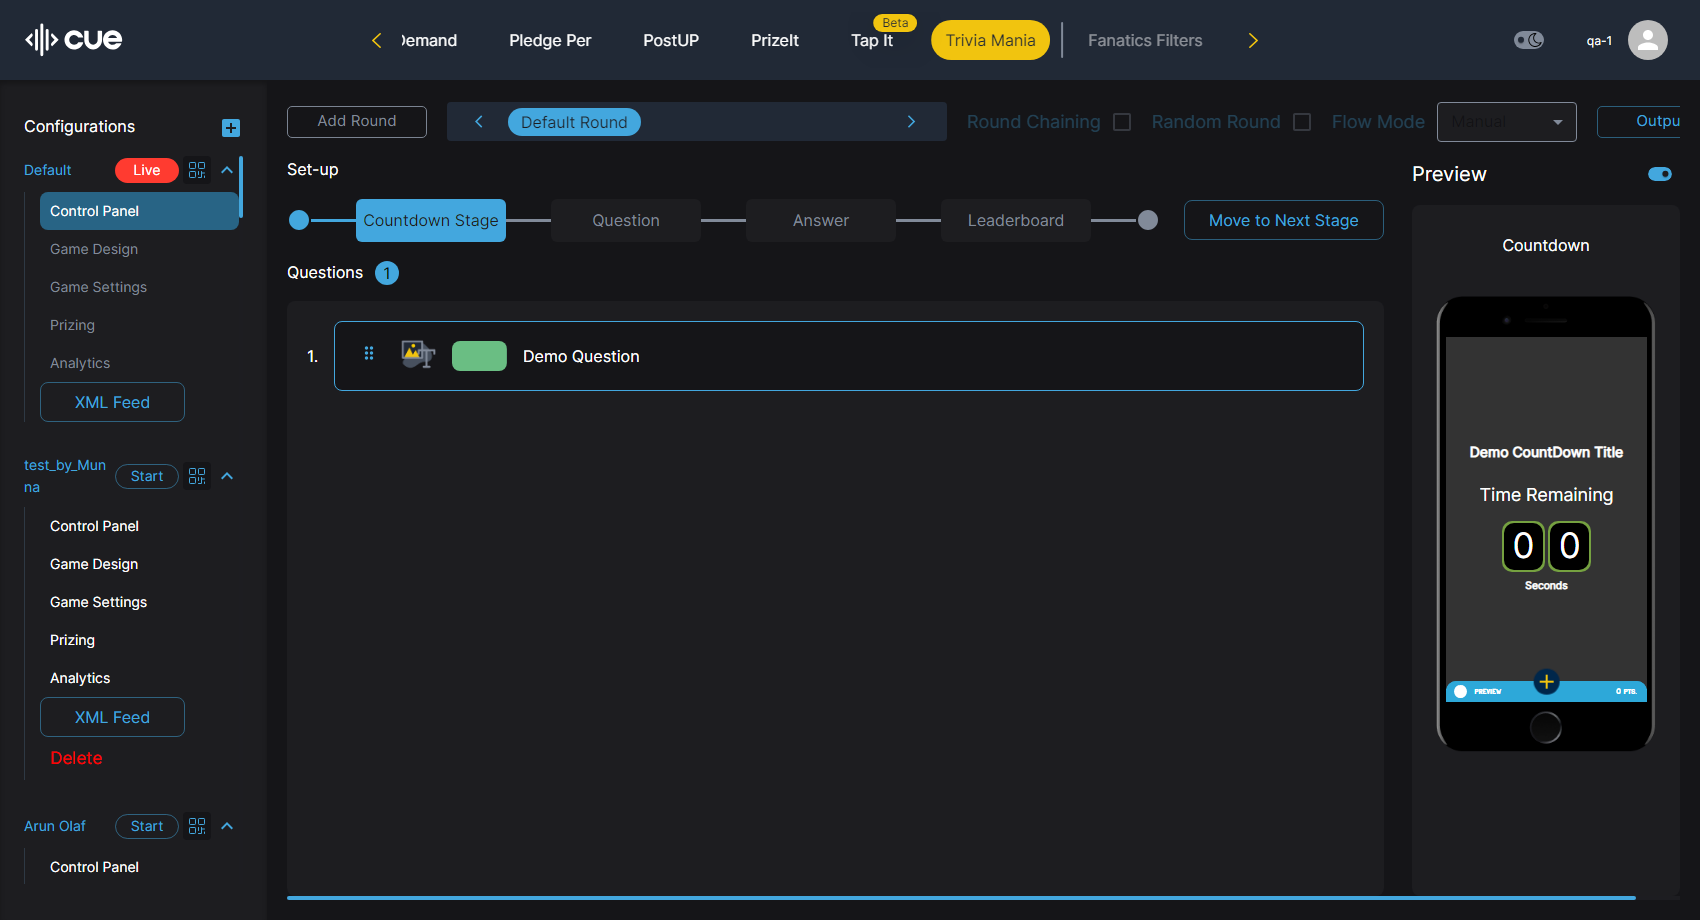 cue
Demand
Pledge Per
PostUP
PrizeIt
Tap It
Beta
Trivia Mania
Fanatics Filters
qa-1
Configurations
Default
Live
Control Panel
Game Design
Game Settings
Prizing
Analytics
XML Feed
test_by_Mun
na
Start
Control Panel
Game Design
Game Settings
Prizing
Analytics
XML Feed
Delete
Arun Olaf
Start
Control Panel
Add Round
Default Round
Round Chaining
Random Round
Flow Mode
Manual
Outpu
Set-up
Countdown Stage
Question
Answer
Leaderboard
Move to Next Stage
Questions 1
1. Demo Question
Preview
Countdown
Demo CountDown Title
Time Remaining
0 0
Seconds
PREVIEW
0 PTS.